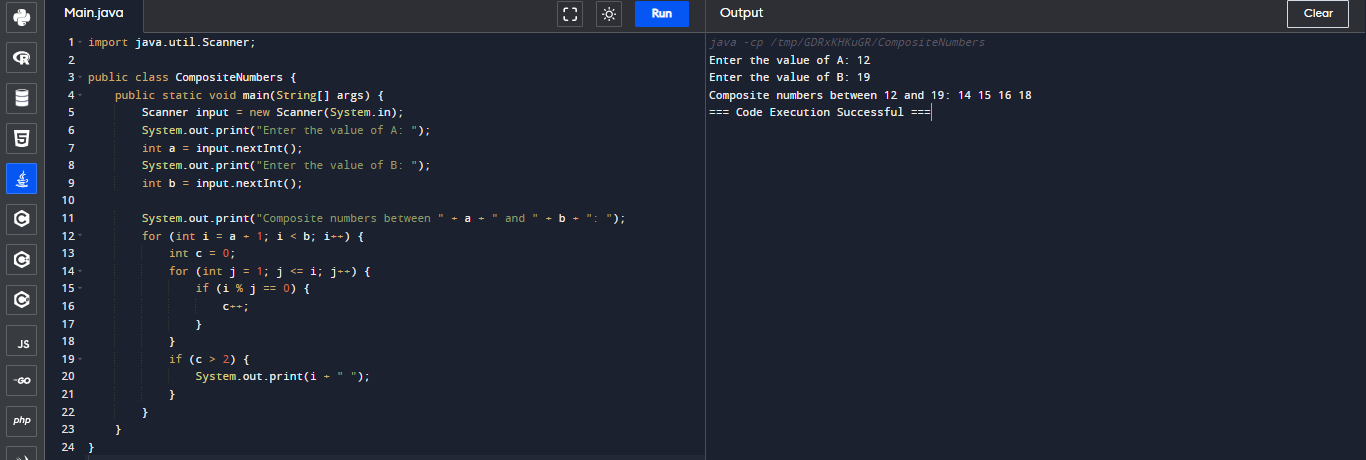 Main.java
Run
Output
Clear
1 import java.util.Scanner;
2
3 public class CompositeNumbers {
4 public static void main(String[] args) {
5 Scanner input = new Scanner(System.in);
6 System.out.print("Enter the value of A: ");
7 int a = input.nextInt();
8 System.out.print("Enter the value of B: ");
9 int b = input.nextInt();
10
11 System.out.print("Composite numbers between " + a + " and " + b + ": ");
12 for (int i = a + 1; i < b; i++) {
13 int c = 0;
14 for (int j = 1; j <= i; j++) {
15 if (i % j == 0) {
16 c++;
17 }
18 }
19 if (c > 2) {
20 System.out.print(i + " ");
21 }
22 }
23 }
24 }
java -cp /tmp/GDRxKHKuGR/CompositeNumbers
Enter the value of A: 12
Enter the value of B: 19
Composite numbers between 12 and 19: 14 15 16 18
=== Code Execution Successful ===
R
5
C
C
C
JS
GO
php